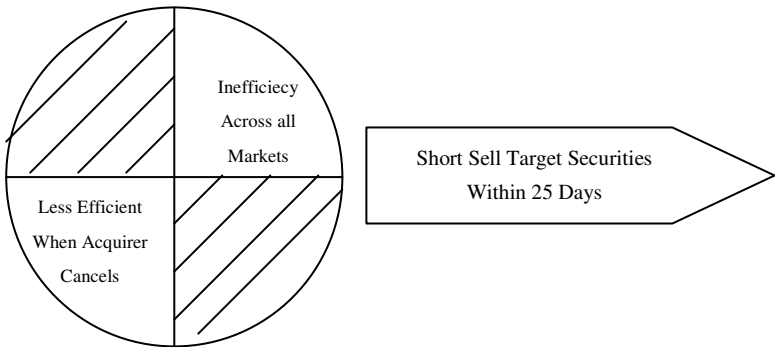 Inefficiecy
Across all
Markets
Less Efficient
When Acquirer
Cancels
Short Sell Target Securities
Within 25 Days